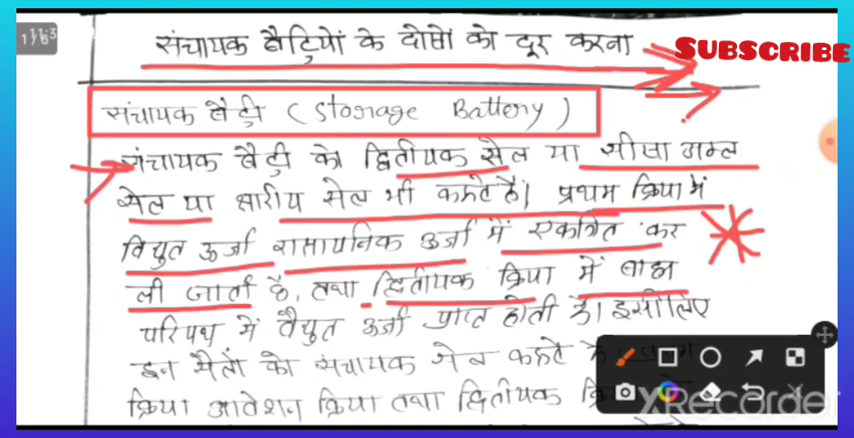 संचायक बैट्रियों के दोषों को दूर करना
SUBSCRIBE
संचायक बैट्री (Storage Battery)
संचायक बैट्री को द्वितीयक सेल या सीसा अम्ल
सेल या क्षारीय सेल भी कहते हैं। प्रथम क्रिया में
विद्युत ऊर्जा रासायनिक ऊर्जा में एकत्रित कर
ली जाती है, तथा द्वितीयक क्रिया में बाह्य
परिपथ में वैद्युत ऊर्जा प्राप्त होती है। इसीलिए
इन सैलों को संचायक सेल कहते
क्रिया आवेशन क्रिया तथा द्वितीयक
XRecorder